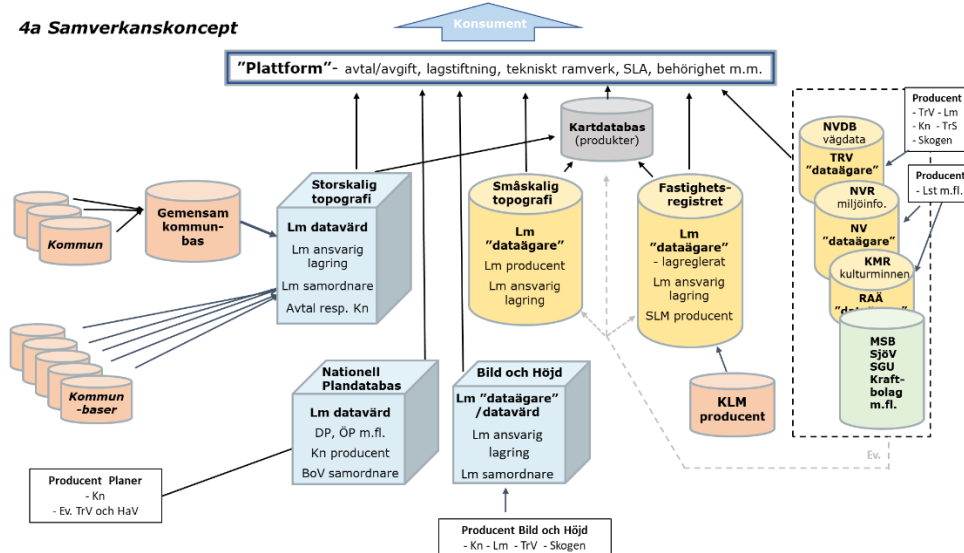 4a Samverkanskoncept
Konsument
"Plattform"- avtal/avgift, lagstiftning, tekniskt ramverk, SLA, behörighet m.m.
Kartdatabas
(produkter)
Kommun
Gemensam
kommun-
bas
Kommun
-baser
Storskalig
topografi
Lm datavärd
Lm ansvarig
lagring
Lm samordnare
Avtal resp. Kn
Småskalig
topografi
Lm
"dataägare"
Lm producent
Lm ansvarig
lagring
Fastighets-
registret
Lm
"dataägare"
- lagreglerat
Lm ansvarig
lagring
SLM producent
KLM
producent
NVDB
vägdata
TRV
"dataägare"
NVR
miljöinfo.
NV
"dataägare"
KMR
kulturminnen
RAÄ
MSB
SjöV
SGU
Kraft-
bolag
m.fl.
Producent
- TrV - Lm
- Kn - TrS
- Skogen
Producent
- Lst m.fl.
Nationell
Plandatabas
Lm datavärd
DP, ÖP m.fl.
Kn producent
BoV samordnare
Bild och Höjd
Lm "dataägare"
/datavärd
Lm ansvarig
lagring
Lm samordnare
Ev.
Producent Planer
- Kn
- Ev. TrV och HaV
Producent Bild och Höjd
- Kn - Lm - TrV - Skogen